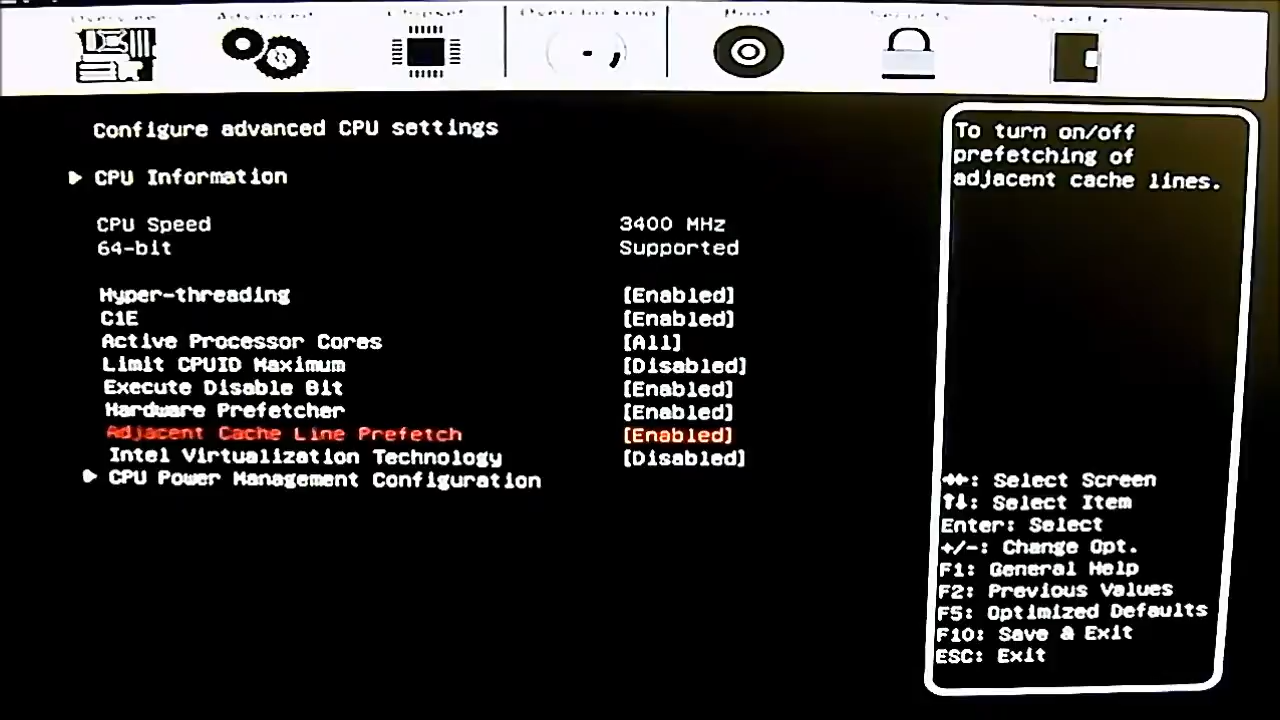 Configure advanced CPU settings
CPU Information
CPU Speed 3400 MHz
64-bit Supported
Hyper-threading [Enabled]
C1E [Enabled]
Active Processor Cores [All]
Limit CPUID Maximum [Disabled]
Execute Disable Bit [Enabled]
Hardware Prefetcher [Enabled]
Adjacent Cache Line Prefetch [Enabled]
Intel Virtualization Technology [Disabled]
CPU Power Management Configuration
To turn on/off
prefetching of
adjacent cache lines.
→←: Select Screen
↑↓: Select Item
Enter: Select
+/-: Change Opt.
F1: General Help
F2: Previous Values
F5: Optimized Defaults
F10: Save & Exit
ESC: Exit